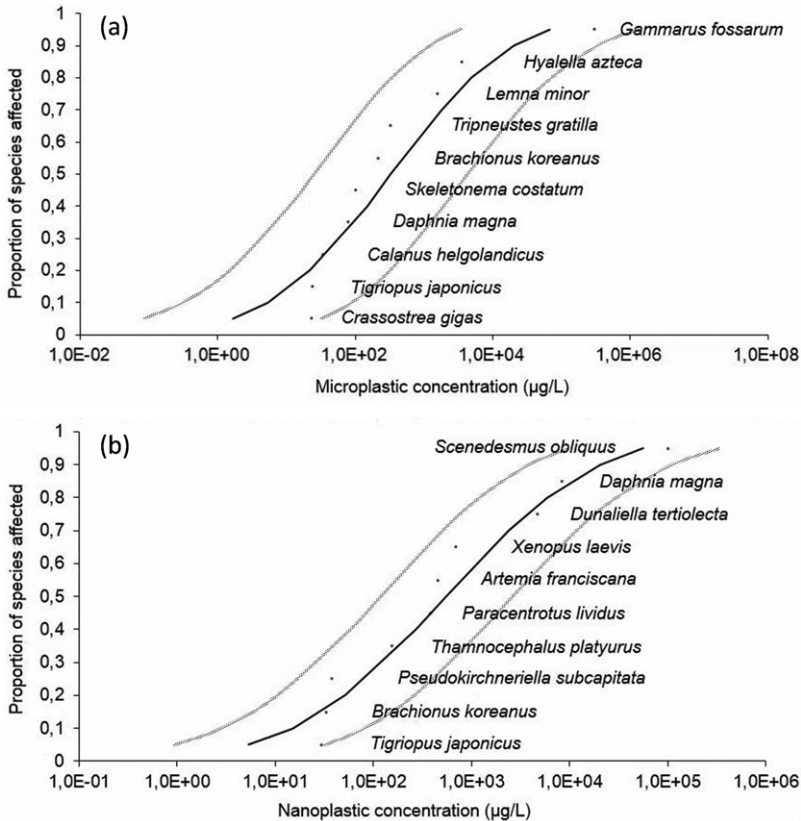 (a)
Proportion of species affected
1
0,9
0,8
0,7
0,6
0,5
0,4
0,3
0,2
0,1
0
Gammarus fossarum
Hyalella azteca
Lemna minor
Tripneustes gratilla
Brachionus koreanus
Skeletonema costatum
Daphnia magna
Calanus helgolandicus
Tigriopus japonicus
Crassostrea gigas
1,0E-02 1,0E+00 1,0E+02 1,0E+04 1,0E+06 1,0E+08
Microplastic concentration (µg/L)
(b)
Proportion of species affected
1
0,9
0,8
0,7
0,6
0,5
0,4
0,3
0,2
0,1
0
Scenedesmus obliquus
Daphnia magna
Dunaliella tertiolecta
Xenopus laevis
Artemia franciscana
Paracentrotus lividus
Thamnocephalus platyurus
Pseudokirchneriella subcapitata
Brachionus koreanus
Tigriopus japonicus
1,0E-01 1,0E+00 1,0E+01 1,0E+02 1,0E+03 1,0E+04 1,0E+05 1,0E+06
Nanoplastic concentration (µg/L)